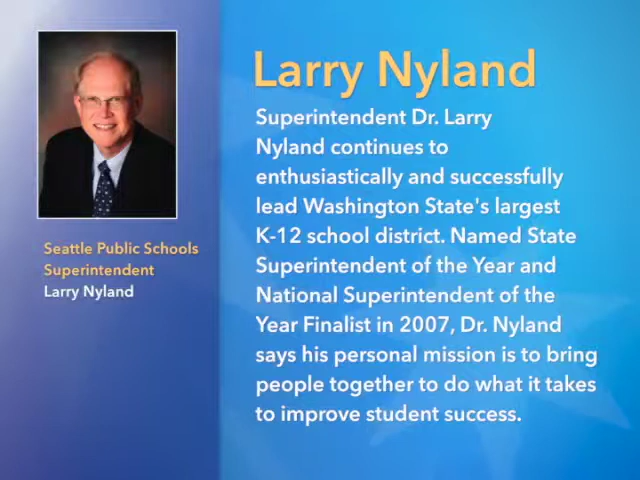 Larry Nyland
Superintendent Dr. Larry
Nyland continues to
enthusiastically and successfully
lead Washington State's largest
K-12 school district. Named State
Superintendent of the Year and
National Superintendent of the
Year Finalist in 2007, Dr. Nyland
says his personal mission is to bring
people together to do what it takes
to improve student success.
Seattle Public Schools
Superintendent
Larry Nyland